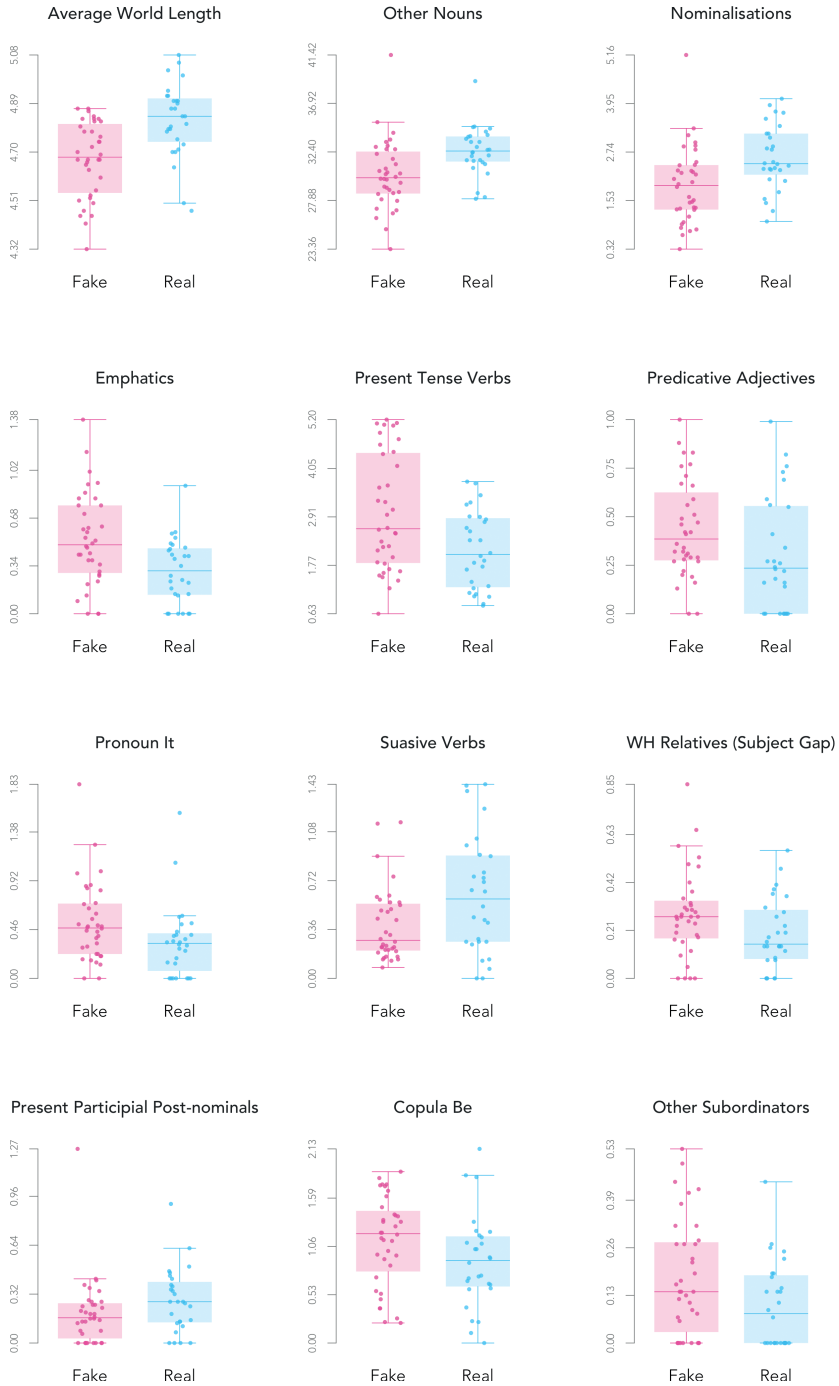 Average World Length
Other Nouns
Nominalisations
5.08
4.89
4.70
4.51
4.32
41.42
36.92
32.40
27.88
23.36
5.16
3.95
2.74
1.53
0.32
Fake
Real
Fake
Real
Fake
Real
Emphatics
Present Tense Verbs
Predicative Adjectives
1.38
1.02
0.68
0.34
0.00
5.20
4.05
2.91
1.77
0.63
1.00
0.75
0.50
0.25
0.00
Fake
Real
Fake
Real
Fake
Real
Pronoun It
Suasive Verbs
WH Relatives (Subject Gap)
1.83
1.38
0.92
0.46
0.00
1.43
1.08
0.72
0.36
0.00
0.85
0.63
0.42
0.21
0.00
Fake
Real
Fake
Real
Fake
Real
Present Participial Post-nominals
Copula Be
Other Subordinators
1.27
0.96
0.64
0.32
0.00
2.13
1.59
1.06
0.53
0.00
0.53
0.39
0.26
0.13
0.00
Fake
Real
Fake
Real
Fake
Real